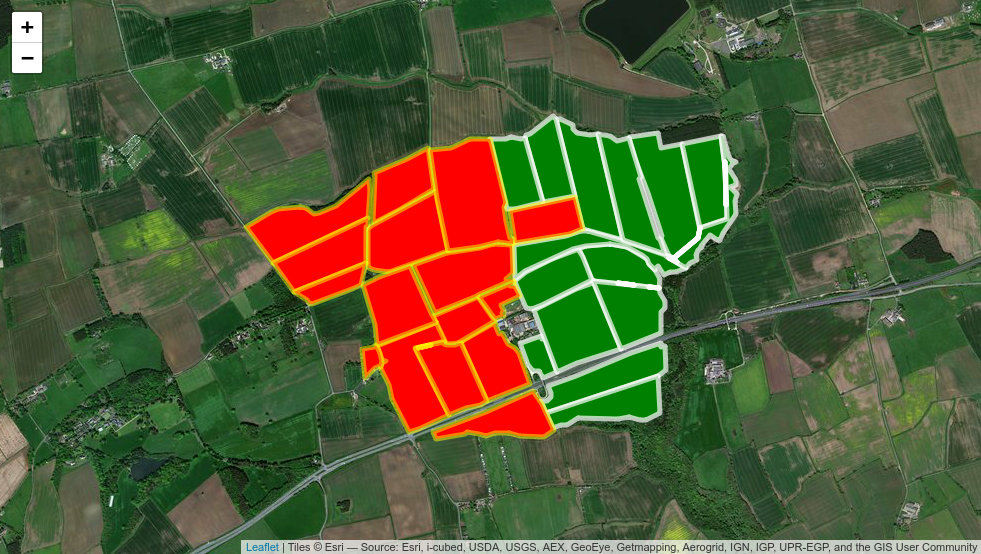 +
−
Leaflet | Tiles © Esri — Source: Esri, i-cubed, USDA, USGS, AEX, GeoEye, Getmapping, Aerogrid, IGN, IGP, UPR-EGP, and the GIS User Community